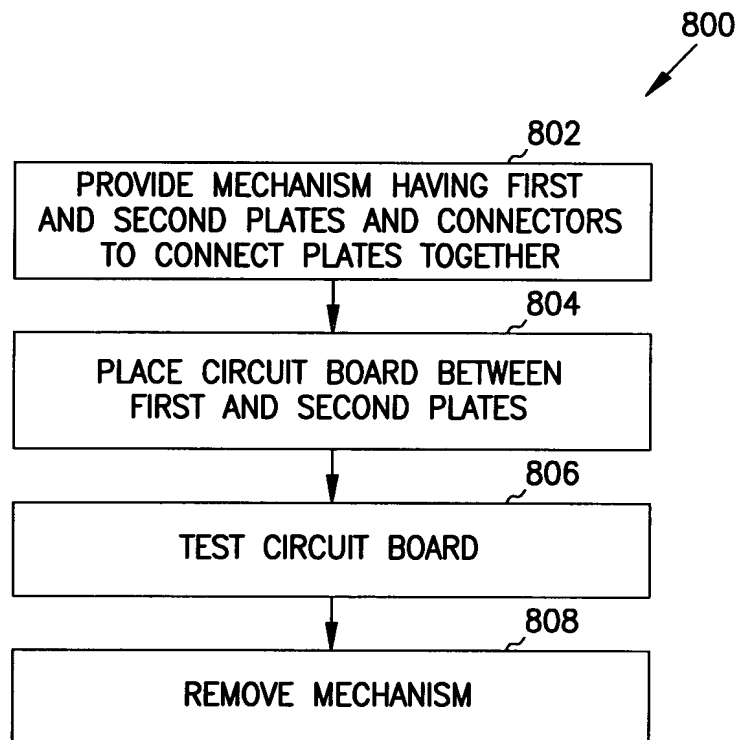 800
802
PROVIDE MECHANISM HAVING FIRST
AND SECOND PLATES AND CONNECTORS
TO CONNECT PLATES TOGETHER
804
PLACE CIRCUIT BOARD BETWEEN
FIRST AND SECOND PLATES
806
TEST CIRCUIT BOARD
808
REMOVE MECHANISM